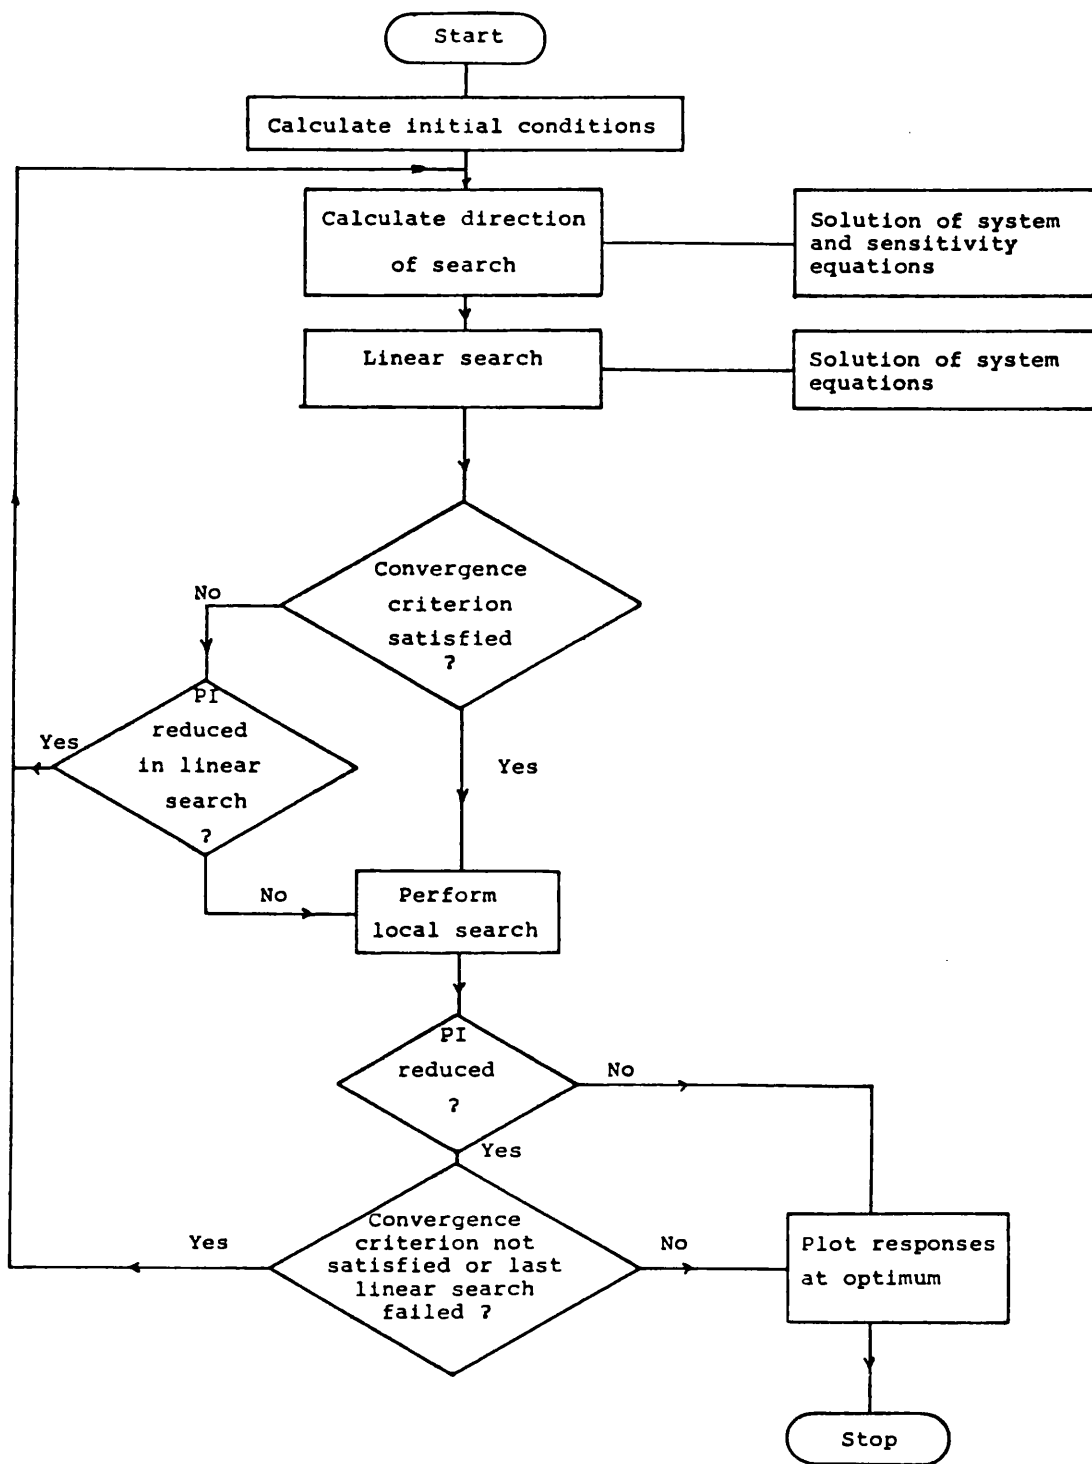 Start
Calculate initial conditions
Calculate direction
of search
Solution of system
and sensitivity
equations
Linear search
Solution of system
equations
Convergence
criterion
satisfied
?
No
PI
reduced
in linear
search
?
Yes
Yes
No
Perform
local search
PI
reduced
?
No
Yes
Convergence
criterion not
satisfied or last
linear search
failed ?
Yes
No
Plot responses
at optimum
Stop